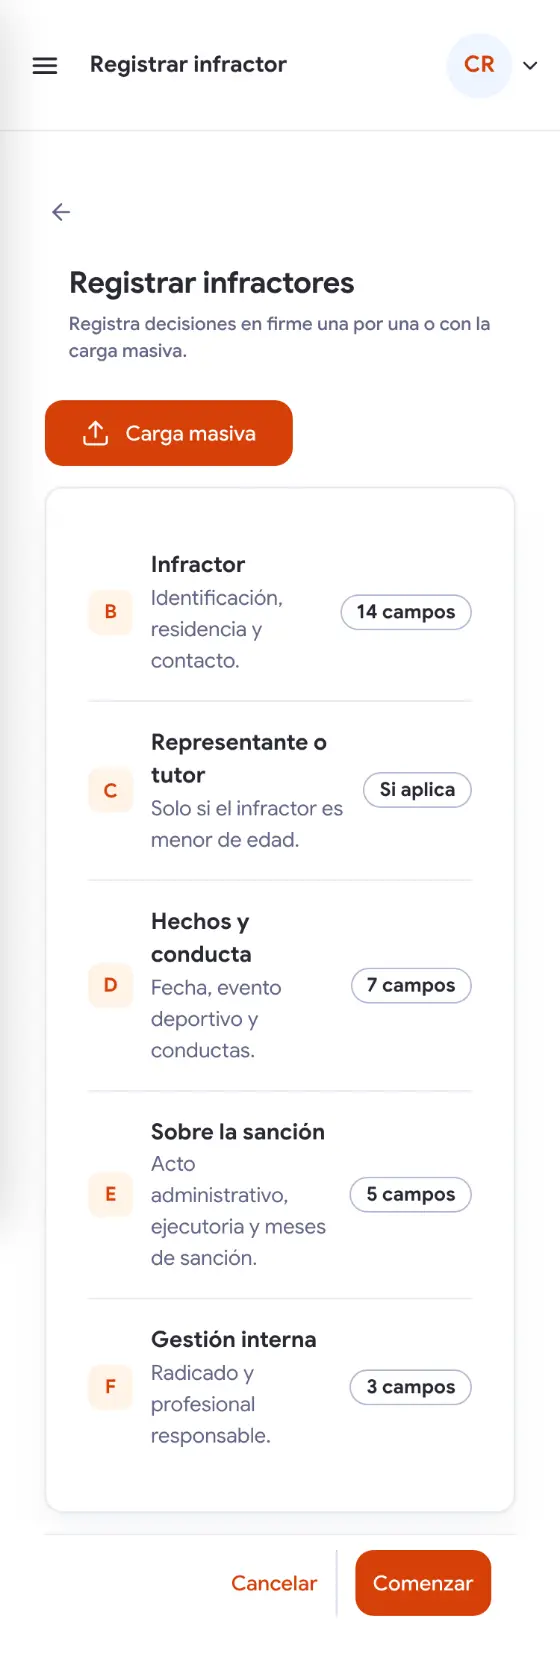 Registrar infractor
CR
Registrar infractores
Registra decisiones en firme una por una o con la
carga masiva.
Carga masiva
B
Infractor
Identificación,
residencia y
contacto.
14 campos
C
Representante o
tutor
Solo si el infractor es
menor de edad.
Si aplica
D
Hechos y
conducta
Fecha, evento
deportivo y
conductas.
7 campos
E
Sobre la sanción
Acto
administrativo,
ejecutoria y meses
de sanción.
5 campos
F
Gestión interna
Radicado y
profesional
responsable.
3 campos
Cancelar
Comenzar